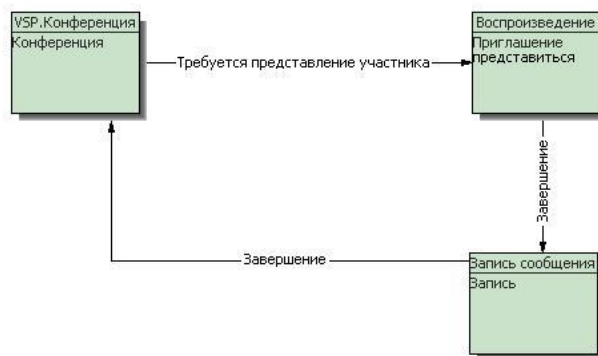 VSP.Конференция
Конференция
Требуется представление участника
Воспроизведение
Приглашение
представиться
Завершение
Завершение
Запись сообщения
Запись